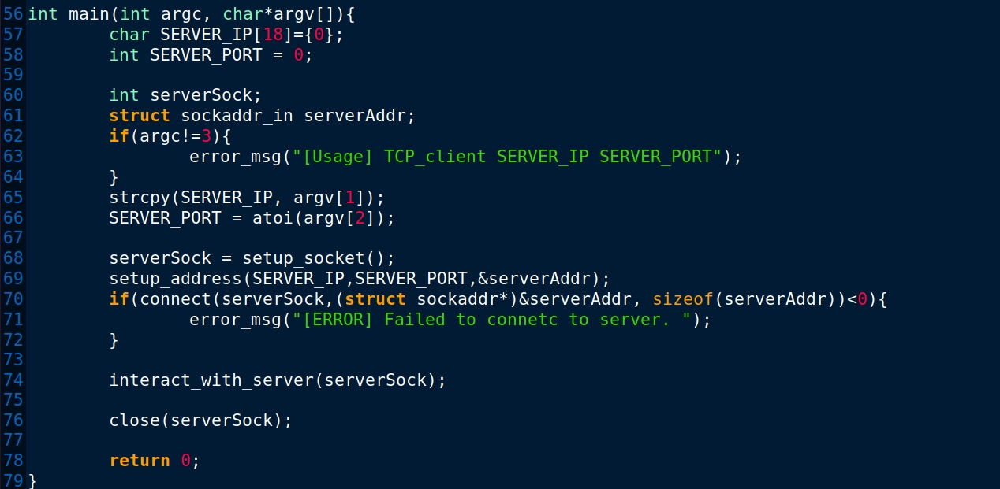 56 int main(int argc, char*argv[]){
57         char SERVER_IP[18]={0};
58         int SERVER_PORT = 0;
59
60         int serverSock;
61         struct sockaddr_in serverAddr;
62         if(argc!=3){
63                 error_msg("[Usage] TCP_client SERVER_IP SERVER_PORT");
64         }
65         strcpy(SERVER_IP, argv[1]);
66         SERVER_PORT = atoi(argv[2]);
67
68         serverSock = setup_socket();
69         setup_address(SERVER_IP,SERVER_PORT,&serverAddr);
70         if(connect(serverSock,(struct sockaddr*)&serverAddr, sizeof(serverAddr))<0){
71                 error_msg("[ERROR] Failed to connetc to server. ");
72         }
73
74         interact_with_server(serverSock);
75
76         close(serverSock);
77
78         return 0;
79 }